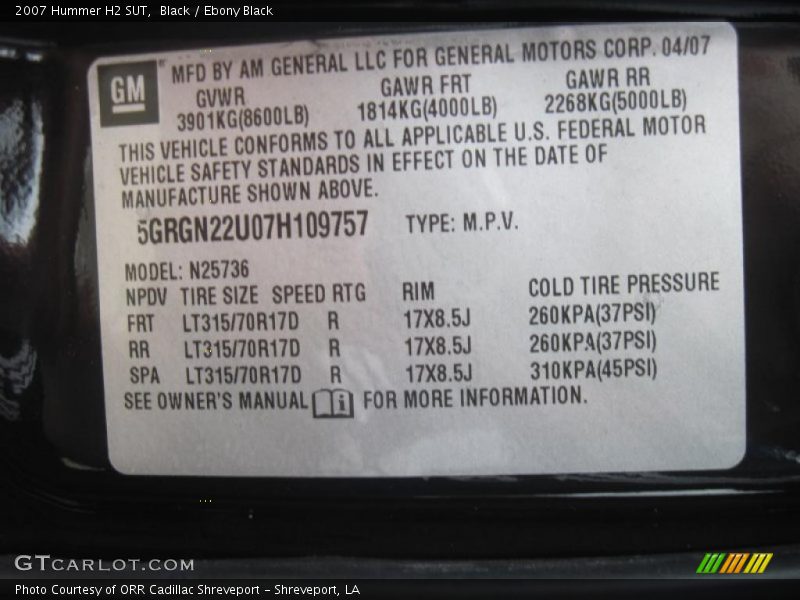 2007 Hummer H2 SUT,  Black / Ebony Black
GM MFD BY AM GENERAL LLC FOR GENERAL MOTORS CORP. 04/07
GVWR GAWR FRT GAWR RR
3901KG(8600LB) 1814KG(4000LB) 2268KG(5000LB)
THIS VEHICLE CONFORMS TO ALL APPLICABLE U.S. FEDERAL MOTOR
VEHICLE SAFETY STANDARDS IN EFFECT ON THE DATE OF
MANUFACTURE SHOWN ABOVE.
5GRGN22U07H109757 TYPE: M.P.V.
MODEL: N25736
NPDV TIRE SIZE SPEED RTG RIM COLD TIRE PRESSURE
FRT LT315/70R17D R 17X8.5J 260KPA(37PSI)
RR LT315/70R17D R 17X8.5J 260KPA(37PSI)
SPA LT315/70R17D R 17X8.5J 310KPA(45PSI)
SEE OWNER'S MANUAL i FOR MORE INFORMATION.
GTCARLOT.COM
Photo Courtesy of ORR Cadillac Shreveport – Shreveport, LA